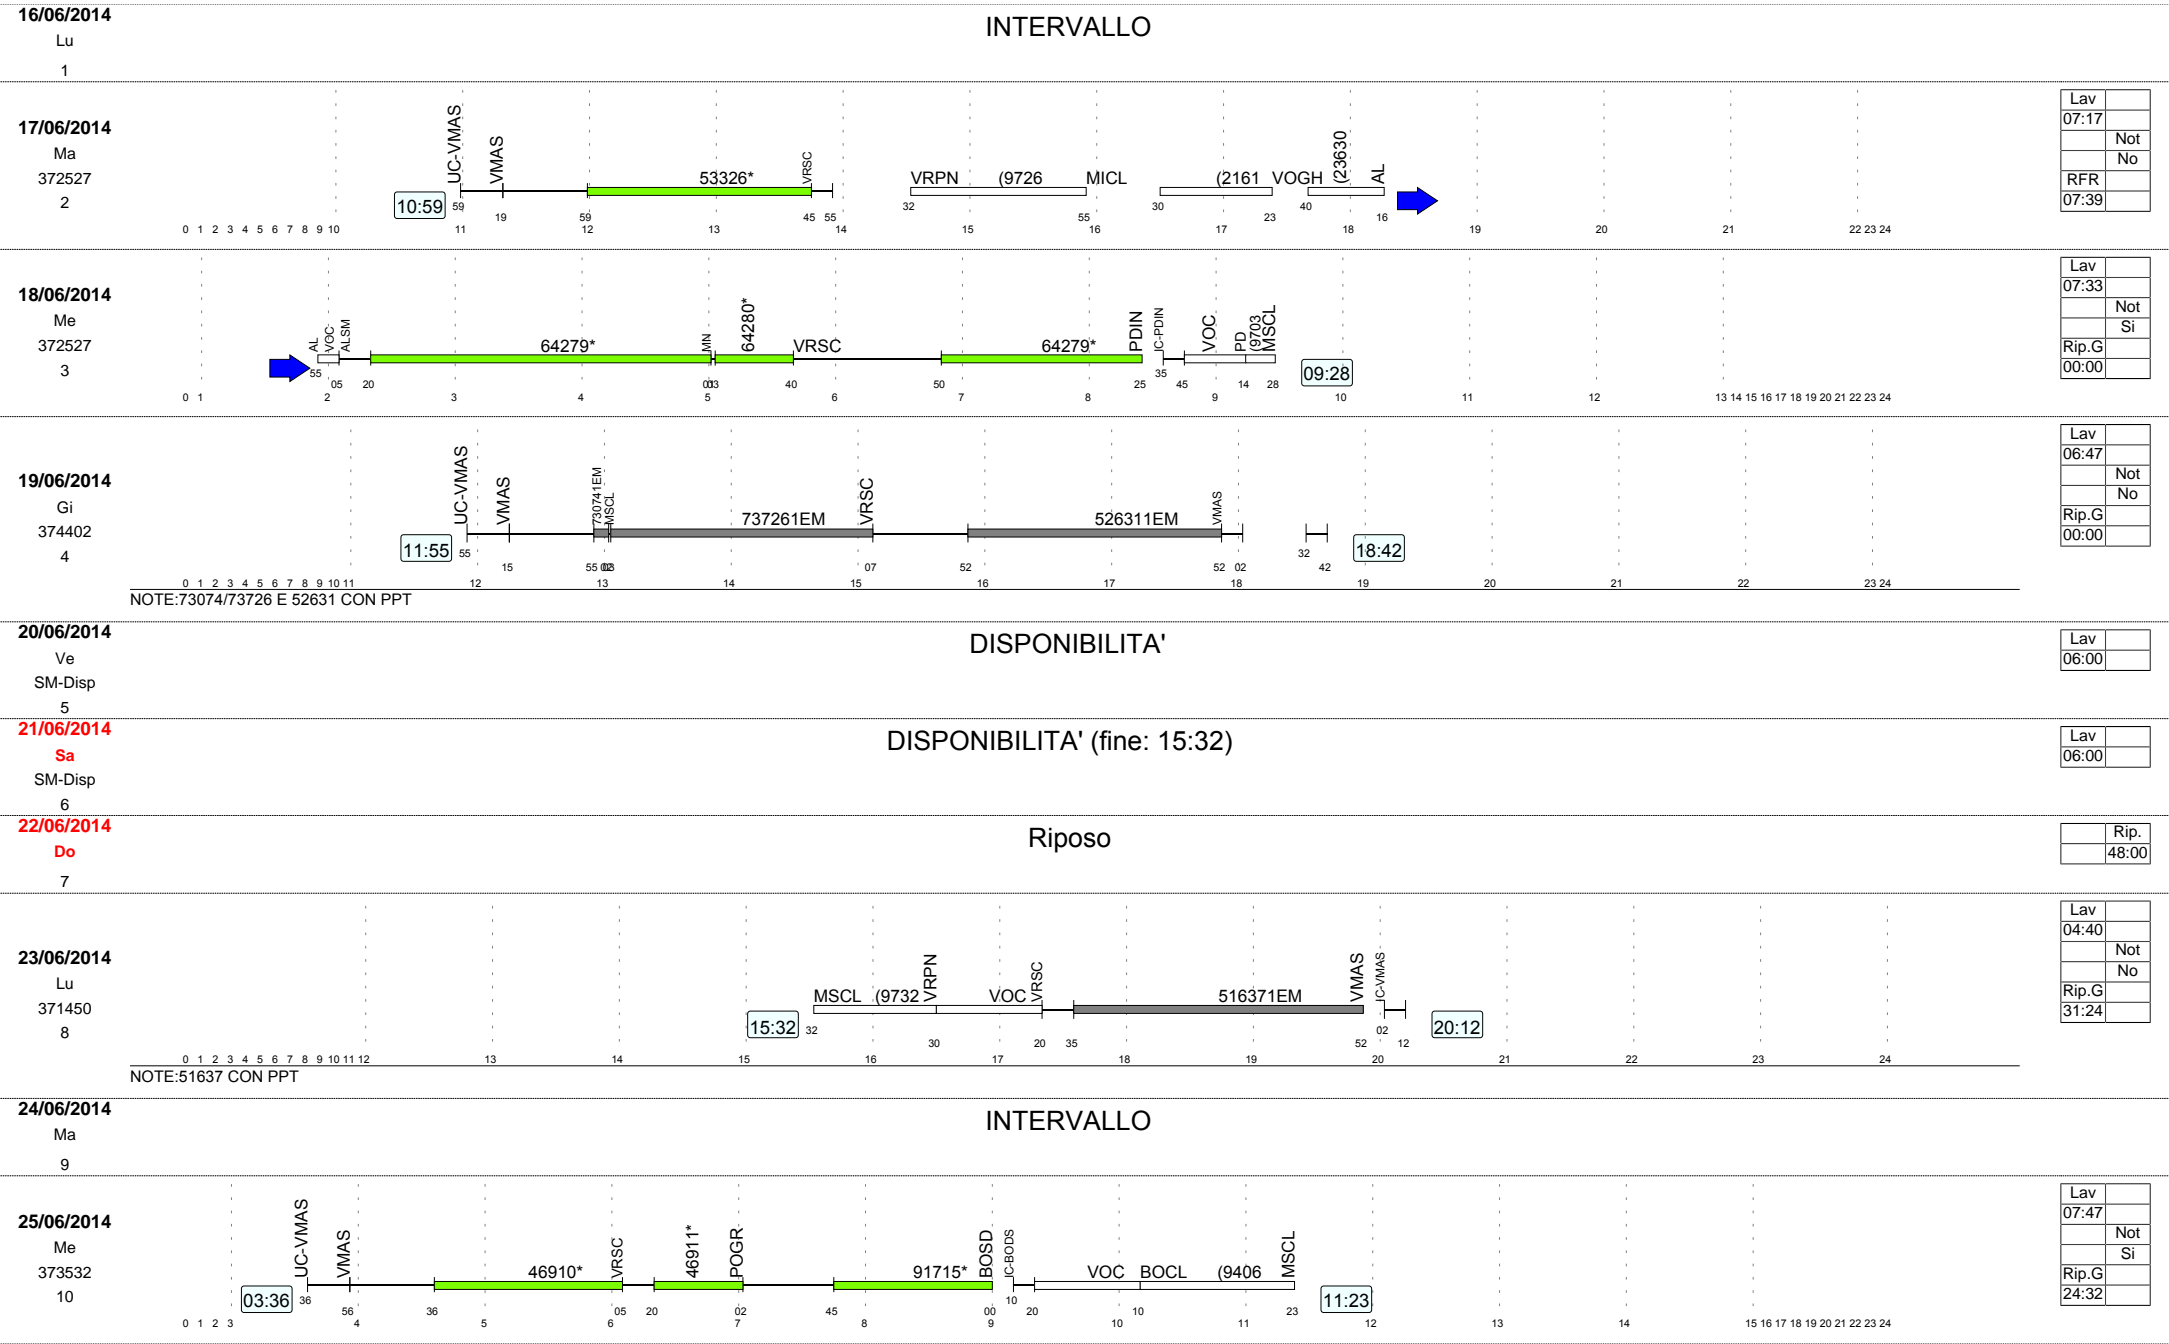 16/06/2014
Lu
1
INTERVALLO
17/06/2014
Ma
372527
2
10:59
UC-VMAS
VMAS
53326*
VRSC
VRPN (9726 MICL
(2161 VOGH
(23630
AL
59 19 59 45 55 32 55 30 23 40 16
0 1 2 3 4 5 6 7 8 9 10 11 12 13 14 15 16 17 18 19 20 21 22 23 24
Lav
07:17
Not
No
RFR
07:39
18/06/2014
Me
372527
3
AL
VOC
ALSM
64279*
MN
64280*
VRSC
64279*
PDIN
IC-PDIN
VOC
PD
(9703
MSCL
09:28
55 05 20 03 40 50 25 35 45 14 28
0 1 2 3 4 5 6 7 8 9 10 11 12 13 14 15 16 17 18 19 20 21 22 23 24
Lav
07:33
Not
Si
Rip.G
00:00
19/06/2014
Gi
374402
4
11:55
UC-VMAS
VMAS
730741EM
MSCL
737261EM
VRSC
526311EM
VMAS
18:42
55 15 55 02 03 07 52 52 02 32 42
0 1 2 3 4 5 6 7 8 9 10 11 12 13 14 15 16 17 18 19 20 21 22 23 24
NOTE:73074/73726 E 52631 CON PPT
Lav
06:47
Not
No
Rip.G
00:00
20/06/2014
Ve
SM-Disp
5
DISPONIBILITA'
Lav
06:00
21/06/2014
Sa
SM-Disp
6
DISPONIBILITA' (fine: 15:32)
Lav
06:00
22/06/2014
Do
7
Riposo
Rip.
48:00
23/06/2014
Lu
371450
8
15:32
MSCL (9732
VRPN
VOC
VRSC
516371EM
VMAS
IC-VMAS
20:12
32 30 20 35 52 02 12
0 1 2 3 4 5 6 7 8 9 10 11 12 13 14 15 16 17 18 19 20 21 22 23 24
NOTE:51637 CON PPT
Lav
04:40
Not
No
Rip.G
31:24
24/06/2014
Ma
9
INTERVALLO
25/06/2014
Me
373532
10
03:36
UC-VMAS
VMAS
46910*
VRSC
46911*
POGR
91715*
BOSD
IC-BODS
VOC BOCL (9406
MSCL
11:23
36 56 36 05 20 02 45 00 10 20 10 23
0 1 2 3 4 5 6 7 8 9 10 11 12 13 14 15 16 17 18 19 20 21 22 23 24
Lav
07:47
Not
Si
Rip.G
24:32